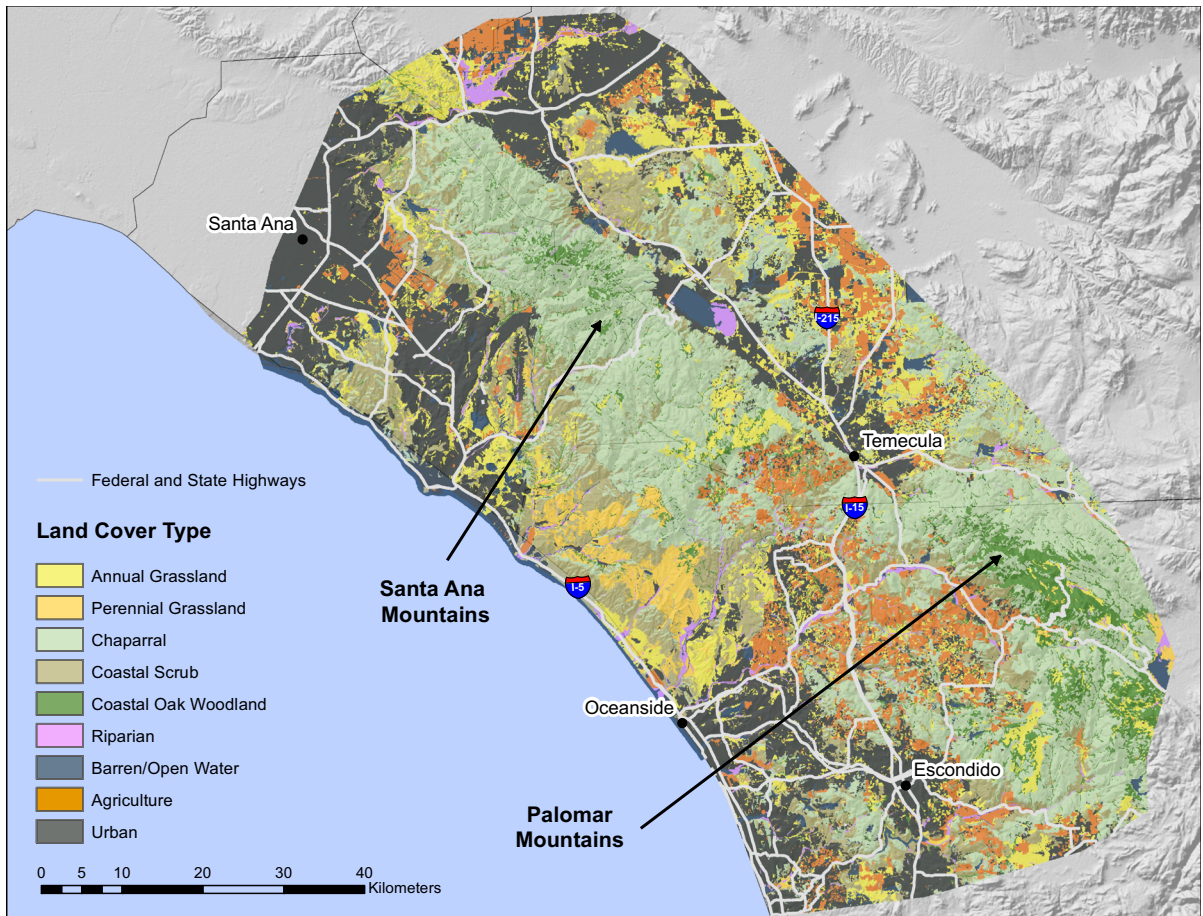 Santa Ana
I-215
Temecula
Federal and State Highways
I-15
Land Cover Type
Annual Grassland
Perennial Grassland
Chaparral
Coastal Scrub
Coastal Oak Woodland
Riparian
Barren/Open Water
Agriculture
Urban
Santa Ana
Mountains
I-5
Oceanside
Escondido
Palomar
Mountains
0 5 10 20 30 40
Kilometers